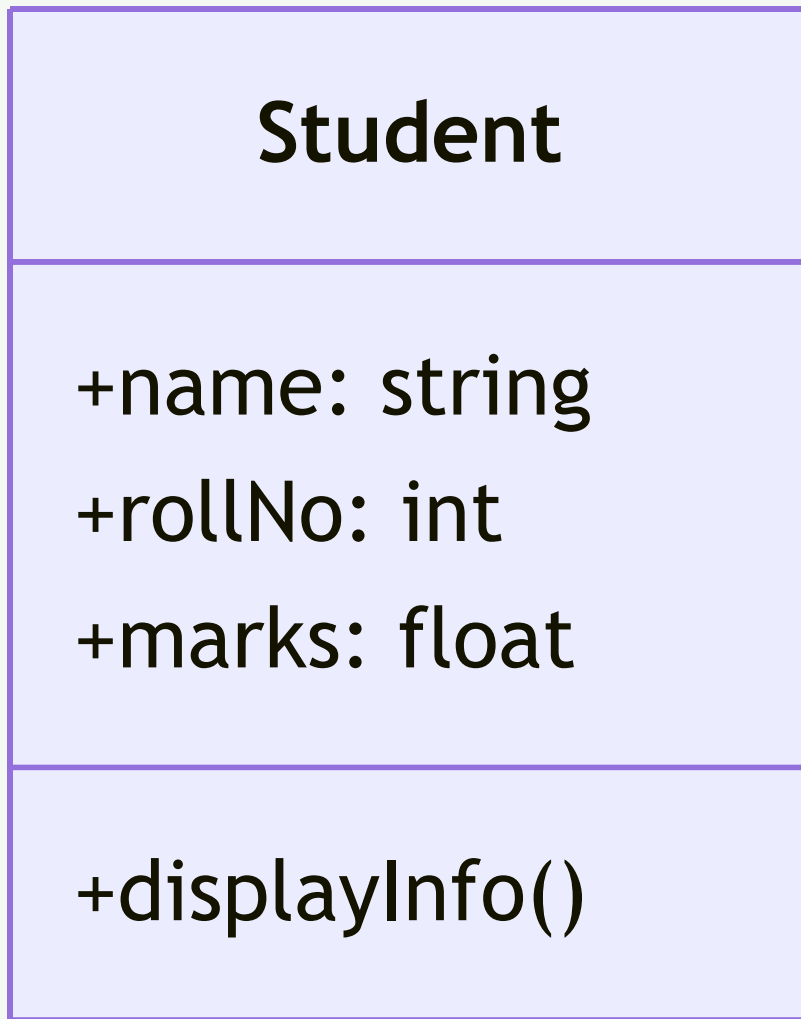 Student
+name: string
+rollNo: int
+marks: float
+displayInfo()